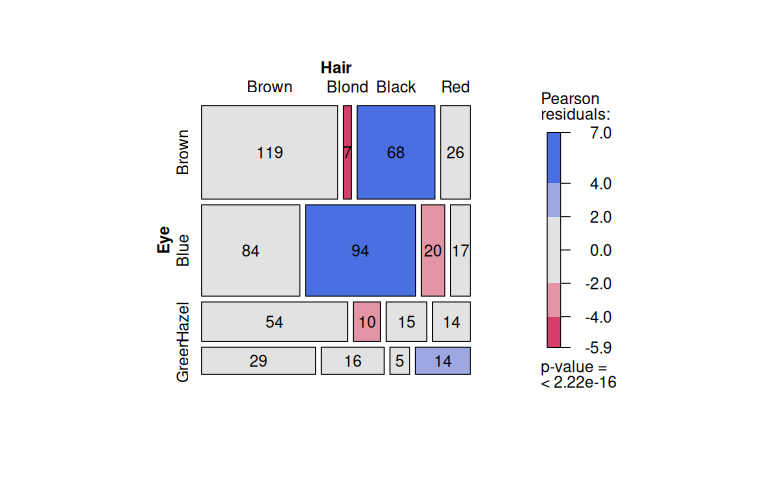 Hair
Brown Blond Black Red
Eye
Brown
119 7 68 26
Blue
84 94 20 17
Hazel
54 10 15 14
Green
29 16 5 14
Pearson
residuals:
7.0
4.0
2.0
0.0
-2.0
-4.0
-5.9
p-value =
< 2.22e-16